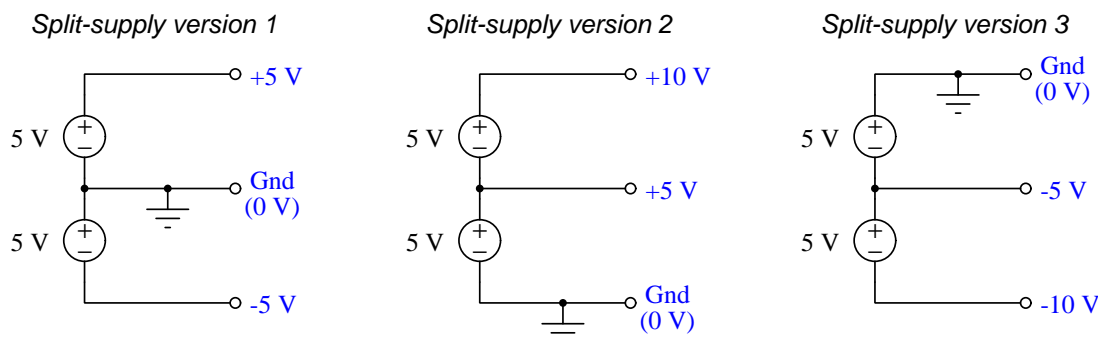 Split-supply version 1
+5 V
+
5 V
−
Gnd
(0 V)
+
5 V
−
-5 V
Split-supply version 2
+10 V
+
5 V
−
+5 V
+
5 V
−
Gnd
(0 V)
Split-supply version 3
Gnd
(0 V)
+
5 V
−
-5 V
+
5 V
−
-10 V